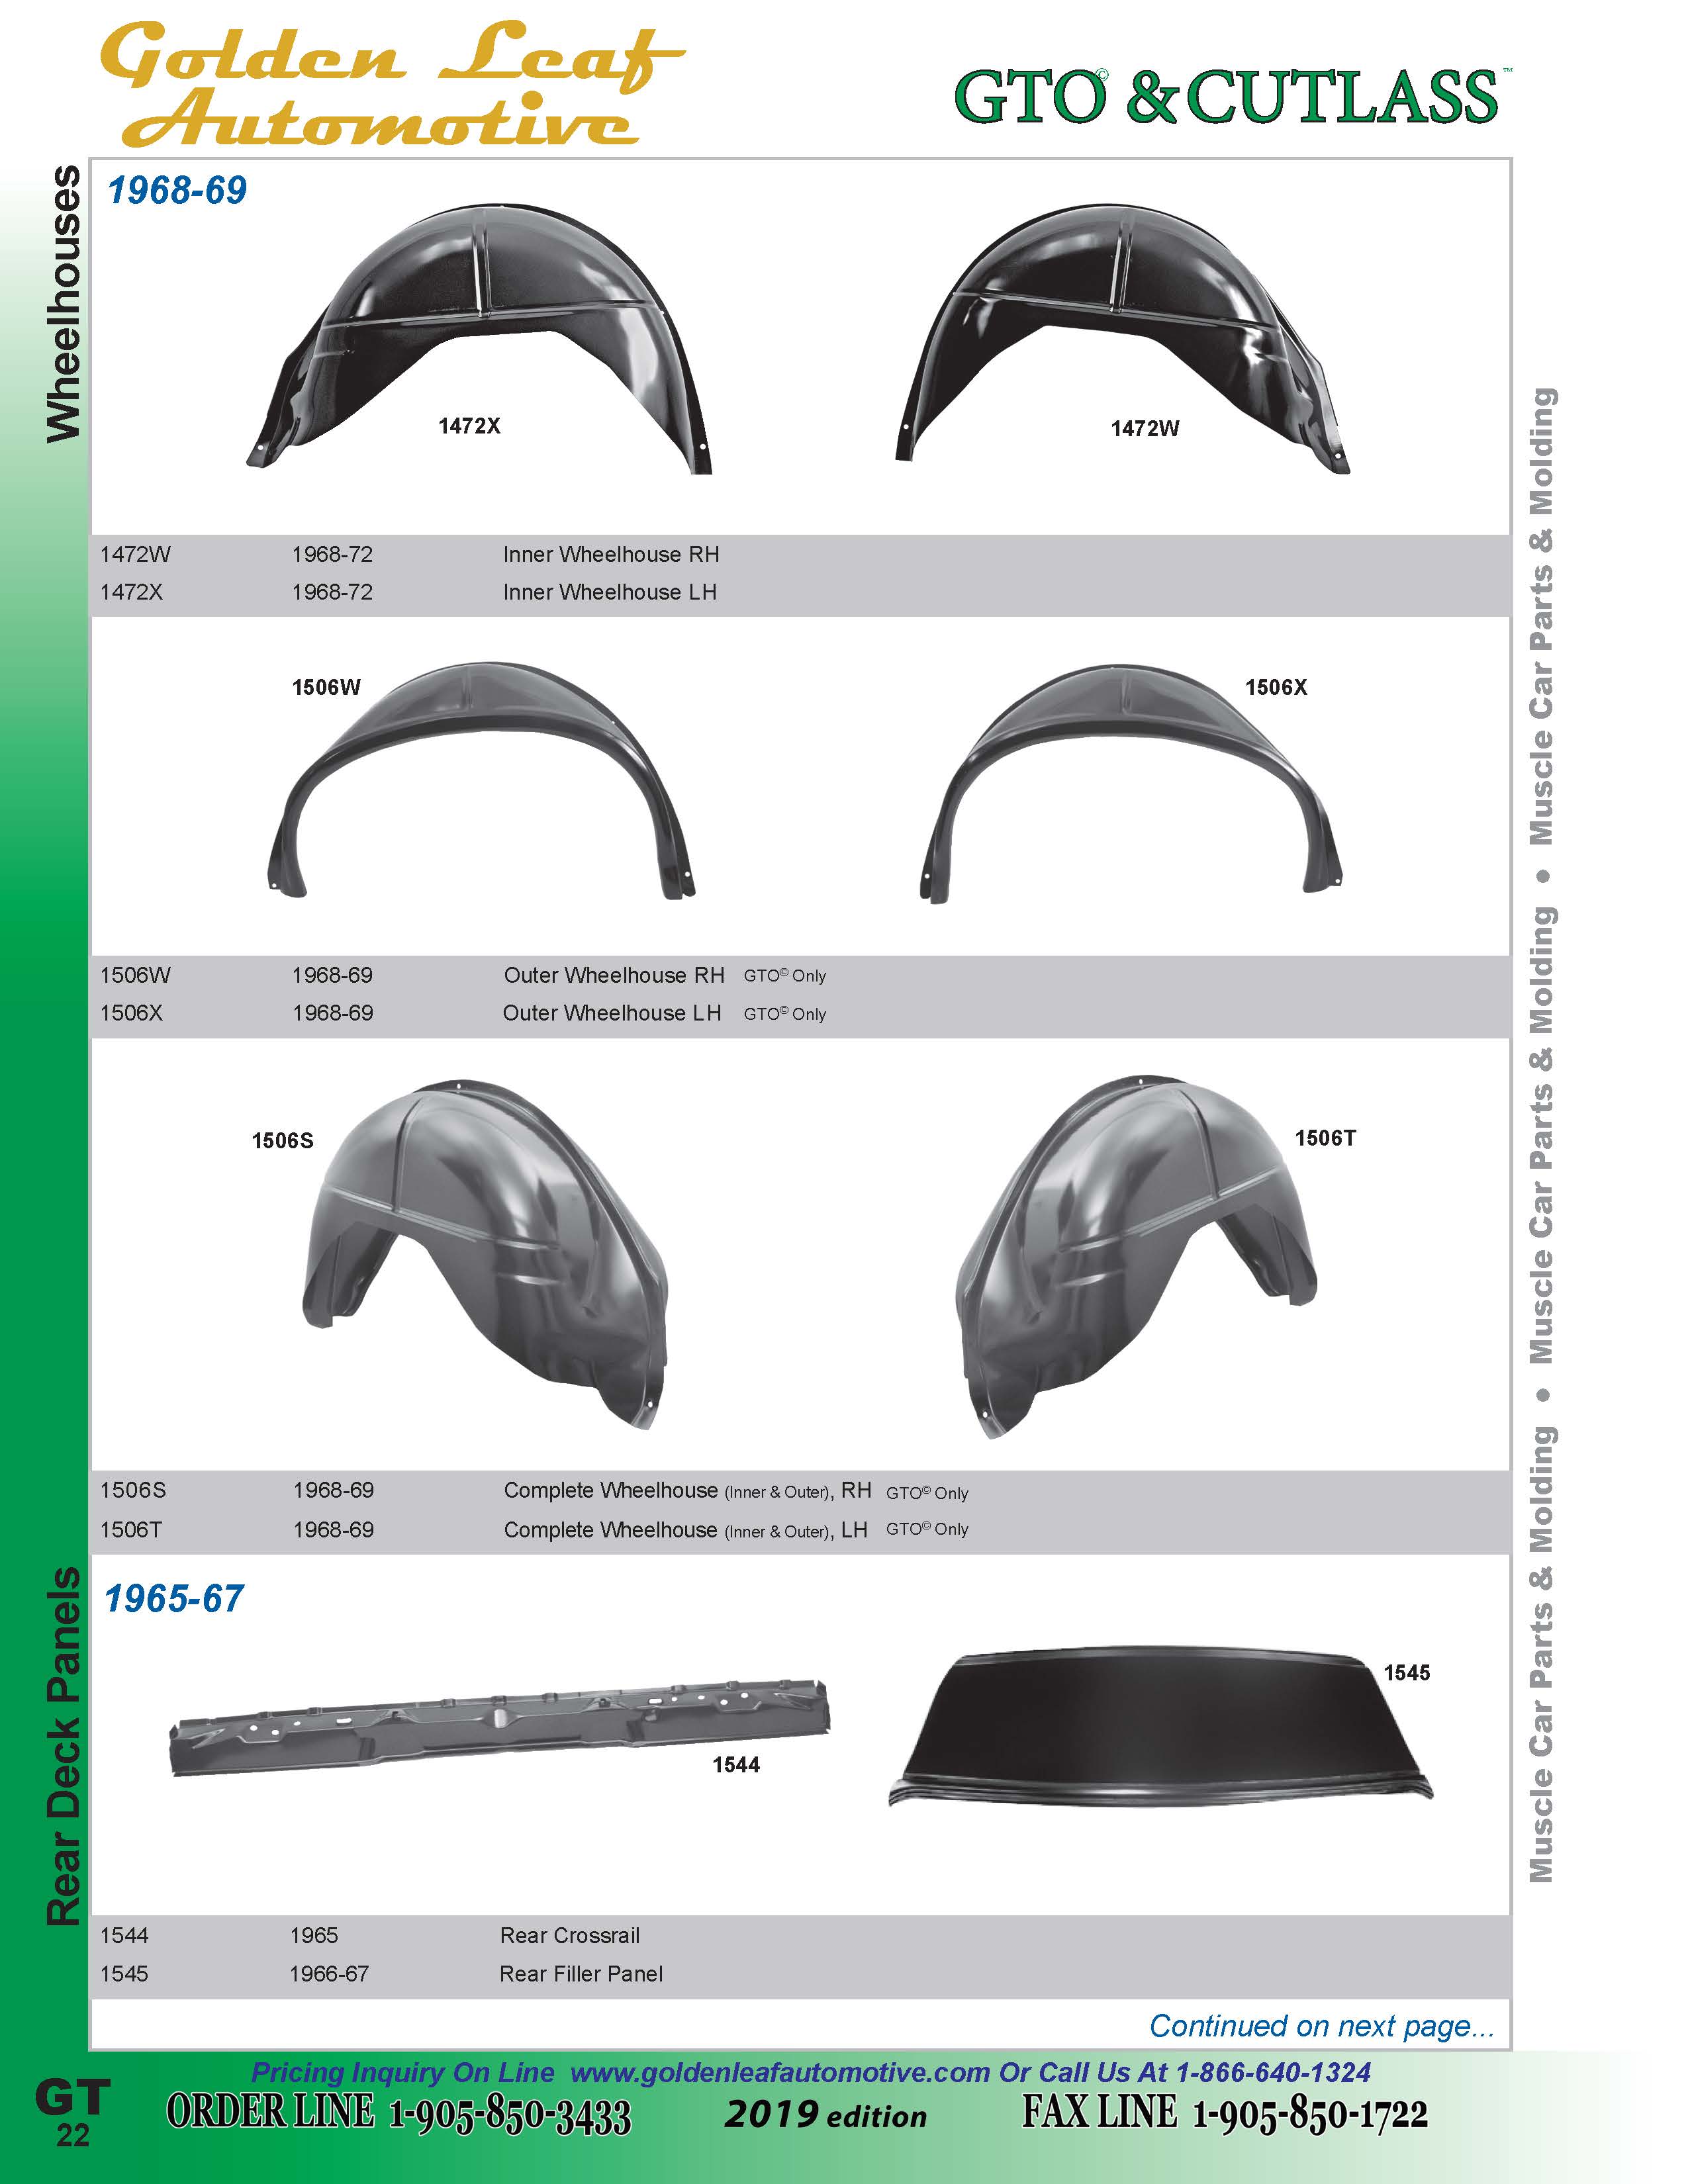 Golden Leaf
Automotive
GTO© & CUTLASS™
Wheelhouses
1968-69
1472X
1472W
1472W 1968-72 Inner Wheelhouse RH
1472X 1968-72 Inner Wheelhouse LH
1506W
1506X
1506W 1968-69 Outer Wheelhouse RH GTO© Only
1506X 1968-69 Outer Wheelhouse LH GTO© Only
1506S
1506T
1506S 1968-69 Complete Wheelhouse (Inner & Outer), RH GTO© Only
1506T 1968-69 Complete Wheelhouse (Inner & Outer), LH GTO© Only
Rear Deck Panels
1965-67
1545
1544
1544 1965 Rear Crossrail
1545 1966-67 Rear Filler Panel
Continued on next page...
Muscle Car Parts & Molding • Muscle Car Parts & Molding • Muscle Car Parts & Molding
Pricing Inquiry On Line www.goldenleafautomotive.com Or Call Us At 1-866-640-1324
GT
22
ORDER LINE 1-905-850-3433 2019 edition FAX LINE 1-905-850-1722